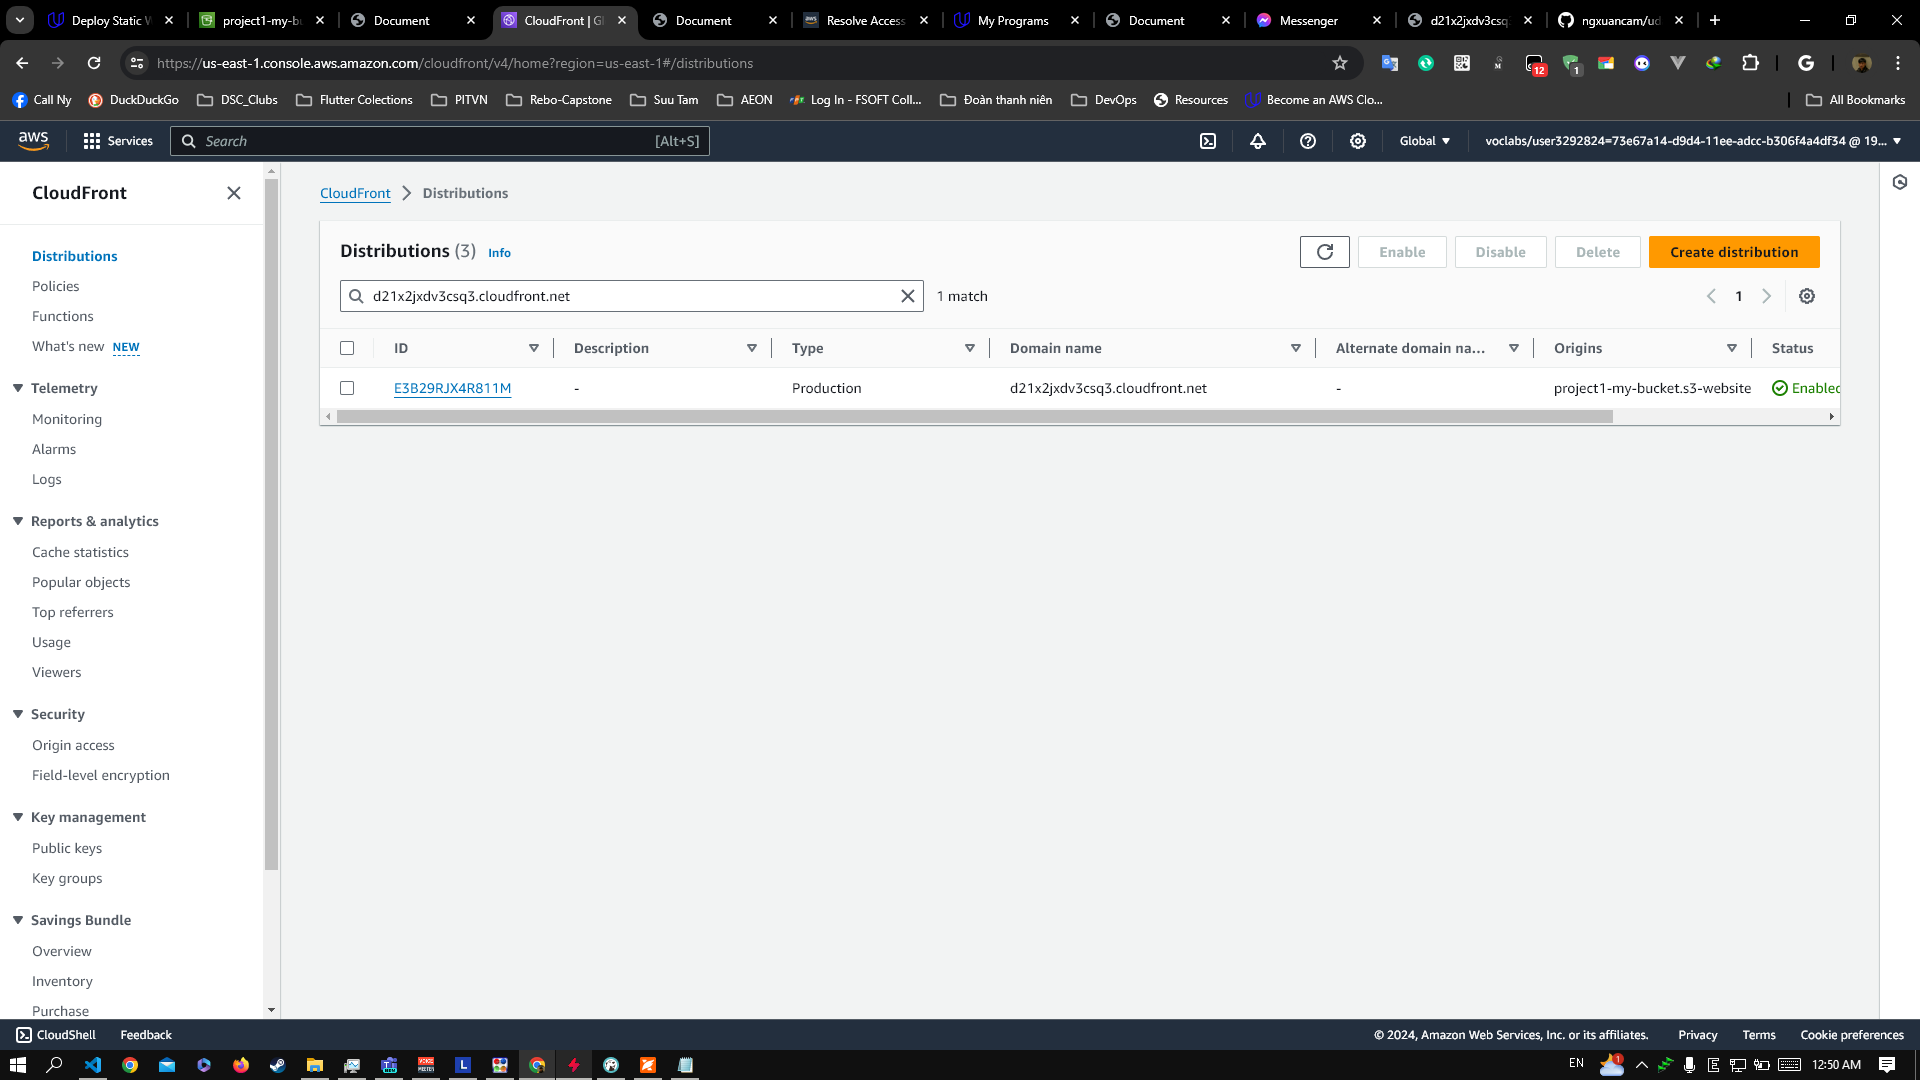 Deploy Static W
project1-my-bu
Document
CloudFront | Gl
Document
Resolve Access
My Programs
Document
Messenger
d21x2jxdv3csq
ngxuancam/ud
https://us-east-1.console.aws.amazon.com/cloudfront/v4/home?region=us-east-1#/distributions
12
1
Call Ny
DuckDuckGo
DSC_Clubs
Flutter Colections
PITVN
Rebo-Capstone
Suu Tam
AEON
Log In - FSOFT Coll...
Đoàn thanh niên
DevOps
Resources
Become an AWS Clo...
All Bookmarks
aws
Services
Search
[Alt+S]
Global
voclabs/user3292824=73e67a14-d9d4-11ee-adcc-b306f4a4df34 @ 19...
CloudFront
Distributions
Policies
Functions
What's new NEW
Telemetry
Monitoring
Alarms
Logs
Reports & analytics
Cache statistics
Popular objects
Top referrers
Usage
Viewers
Security
Origin access
Field-level encryption
Key management
Public keys
Key groups
Savings Bundle
Overview
Inventory
Purchase
CloudFront
Distributions
Distributions (3) Info
Enable
Disable
Delete
Create distribution
d21x2jxdv3csq3.cloudfront.net
1 match
1
ID
Description
Type
Domain name
Alternate domain na...
Origins
Status
E3B29RJX4R811M
-
Production
d21x2jxdv3csq3.cloudfront.net
-
project1-my-bucket.s3-website
Enabled
CloudShell
Feedback
© 2024, Amazon Web Services, Inc. or its affiliates.
Privacy
Terms
Cookie preferences
EN
1
12:50 AM